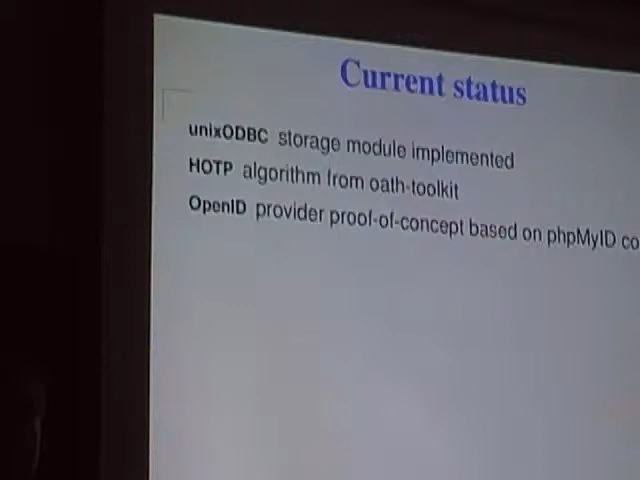 Current status
unixODBC storage module implemented
HOTP algorithm from oath-toolkit
OpenID provider proof-of-concept based on phpMyID co